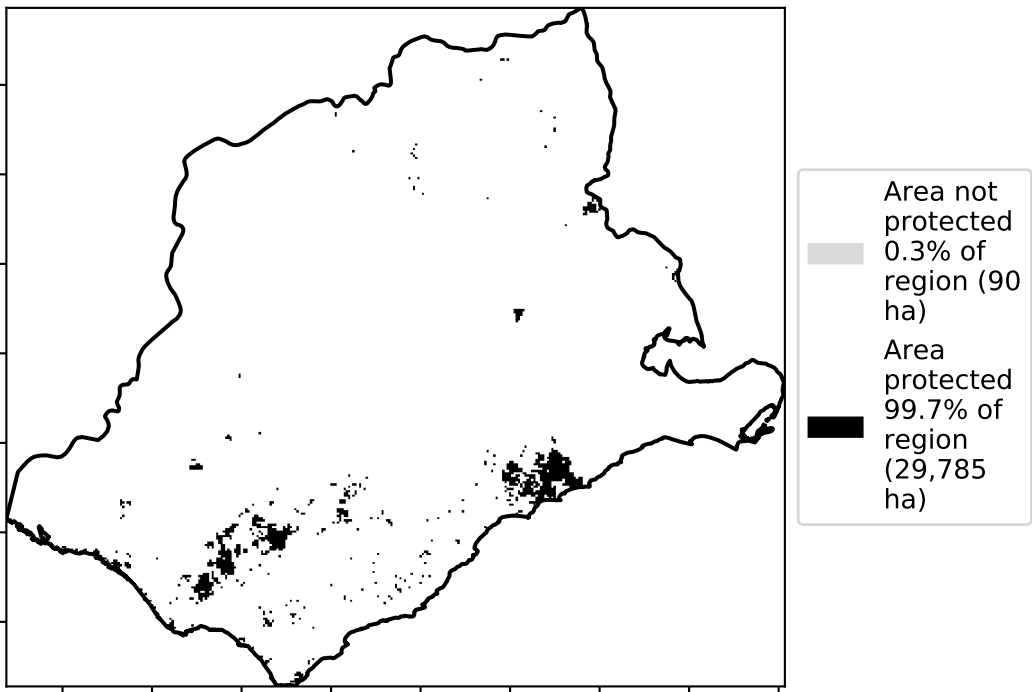 Area not
protected
0.3% of
region (90
ha)
Area
protected
99.7% of
region
(29,785
ha)